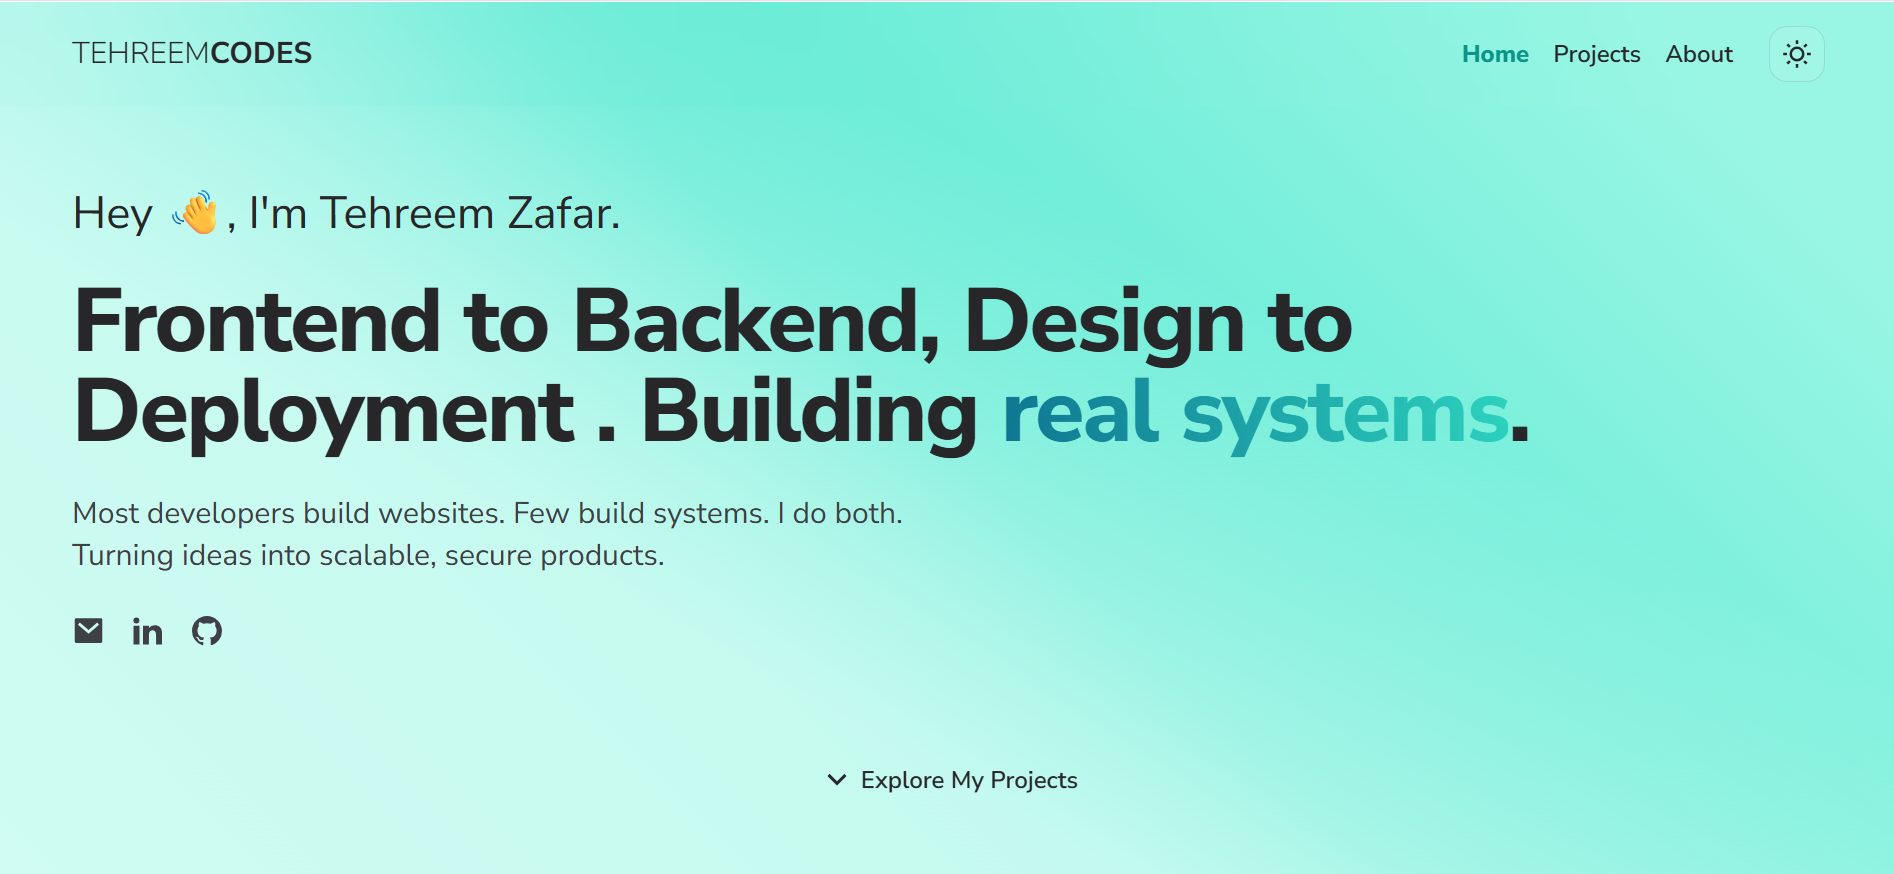 TEHREEMCODES
Home Projects About
Hey 👋, I'm Tehreem Zafar.
Frontend to Backend, Design to
Deployment . Building real systems.
Most developers build websites. Few build systems. I do both.
Turning ideas into scalable, secure products.
in
Explore My Projects